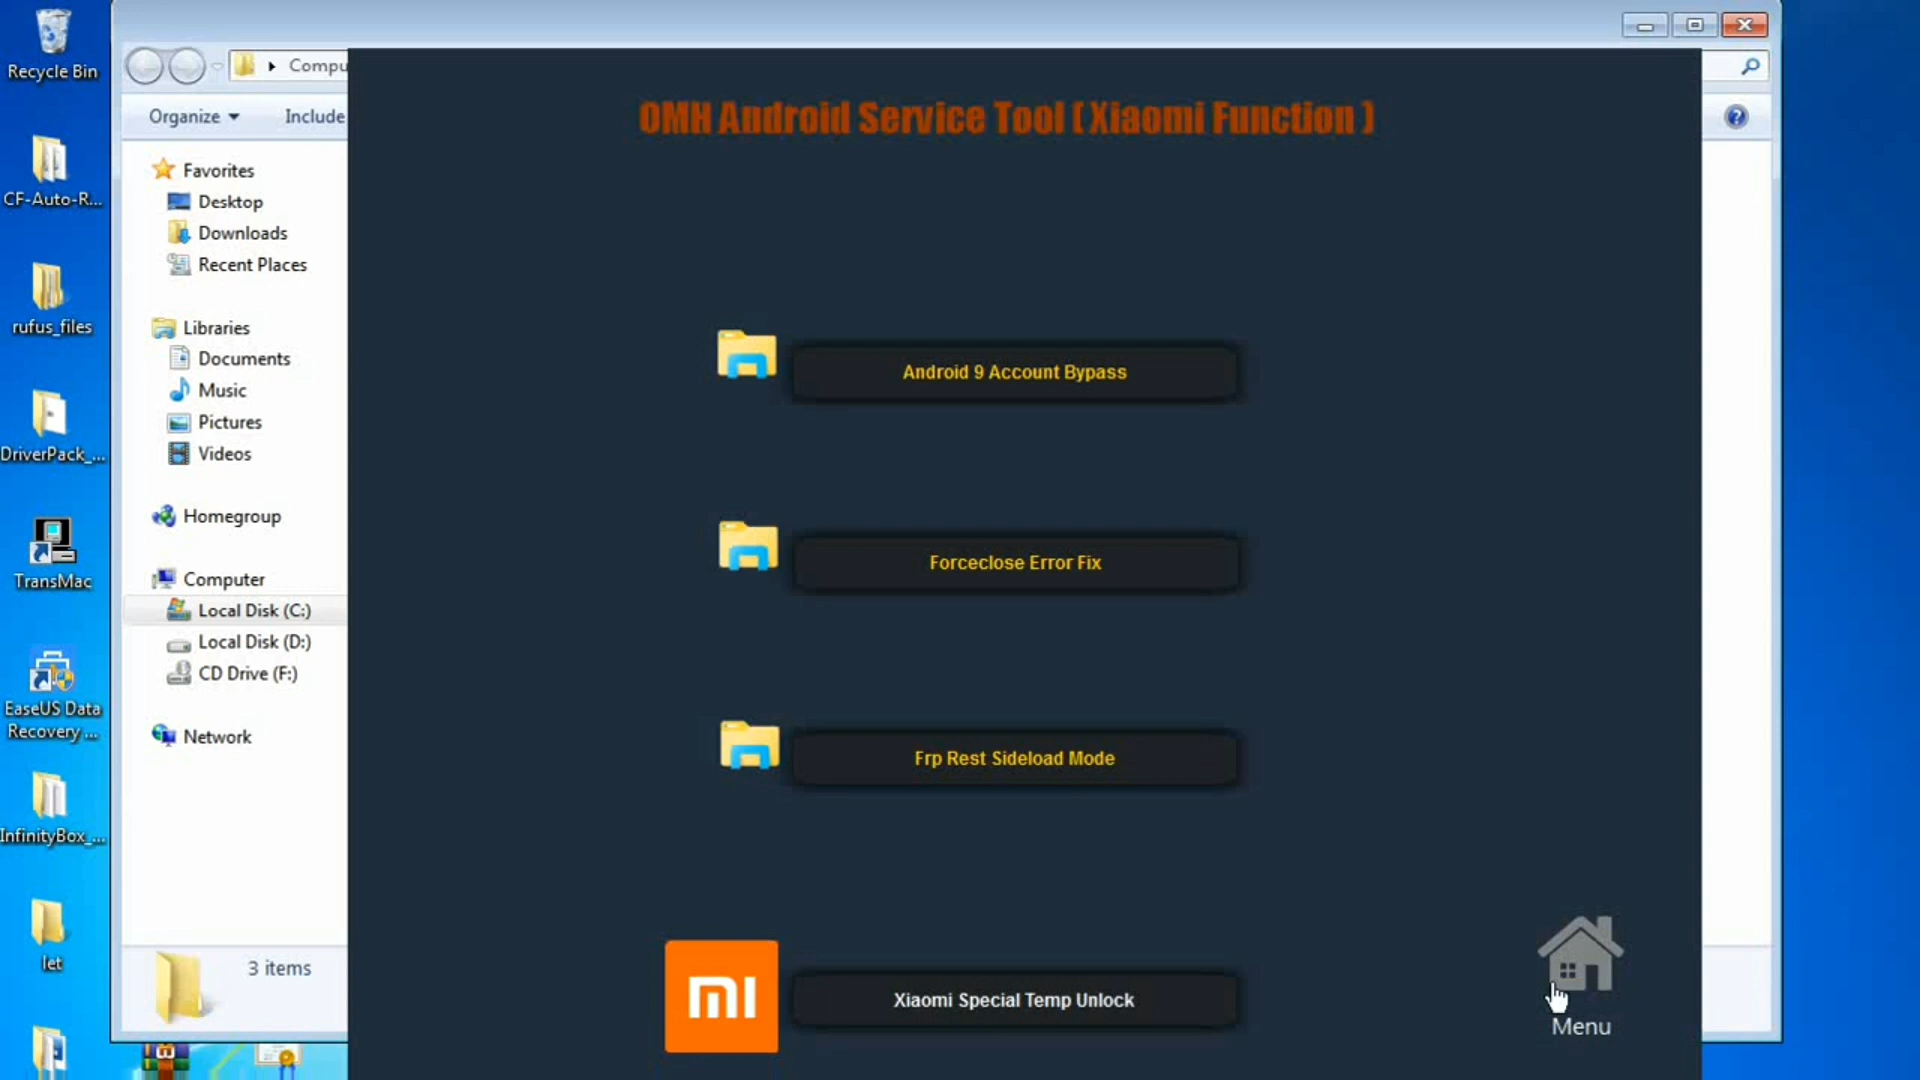 Recycle Bin
CF-Auto-R...
rufus_files
DriverPack_...
TransMac
EaseUS Data
Recovery ...
InfinityBox_...
let
Compu
Organize
Include
Favorites
Desktop
Downloads
Recent Places
Libraries
Documents
Music
Pictures
Videos
Homegroup
Computer
Local Disk (C:)
Local Disk (D:)
CD Drive (F:)
Network
3 items
OMH Android Service Tool ( Xiaomi Function )
Android 9 Account Bypass
Forceclose Error Fix
Frp Rest Sideload Mode
Xiaomi Special Temp Unlock
Menu